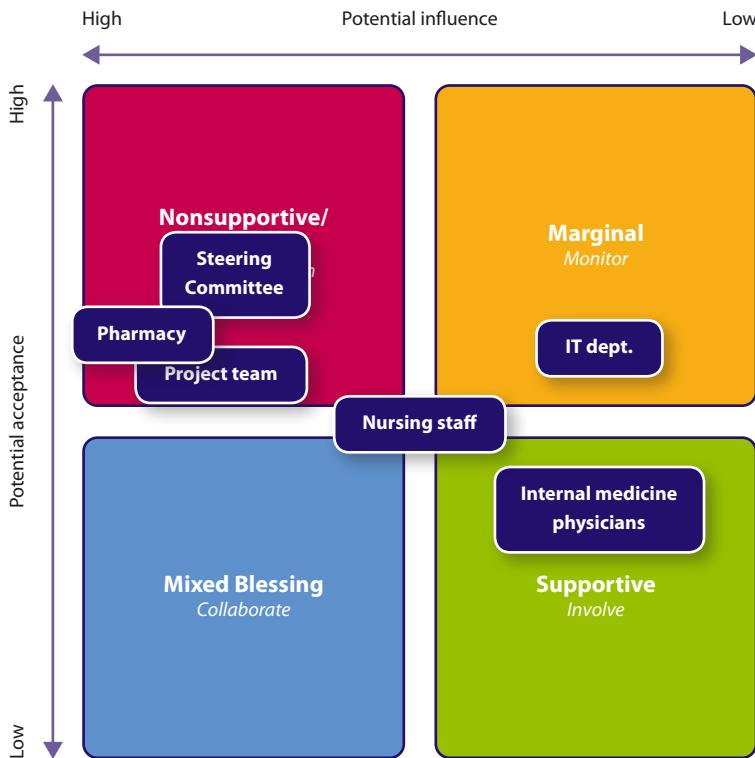 High
Potential influence
Low
High
Potential acceptance
Low
Nonsupportive/
Steering
Committee
Pharmacy
Project team
Marginal
Monitor
IT dept.
Nursing staff
Mixed Blessing
Collaborate
Internal medicine
physicians
Supportive
Involve